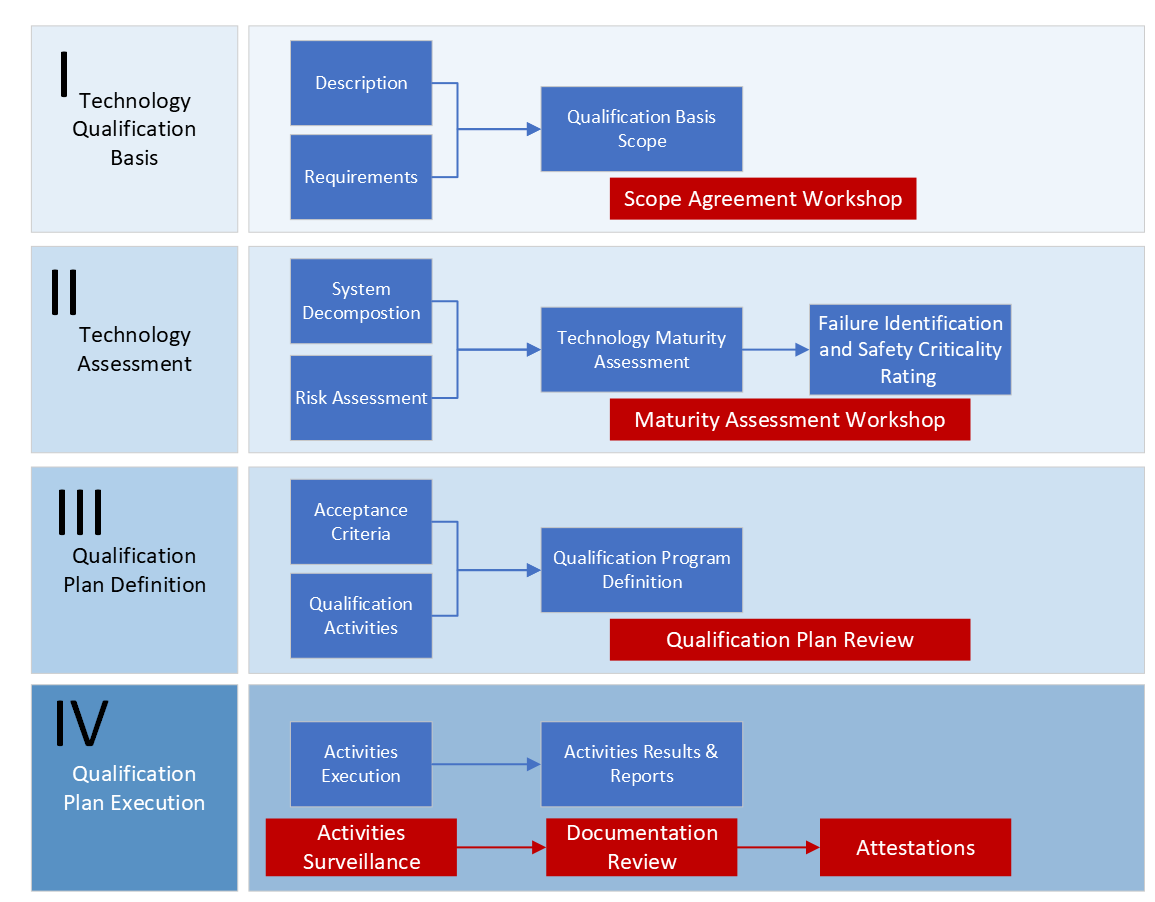 I
Technology
Qualification
Basis
Description
Requirements
Qualification Basis
Scope
Scope Agreement Workshop
II
Technology
Assessment
System
Decompostion
Risk Assessment
Technology Maturity
Assessment
Failure Identification
and Safety Criticality
Rating
Maturity Assessment Workshop
III
Qualification
Plan Definition
Acceptance
Criteria
Qualification
Activities
Qualification Program
Definition
Qualification Plan Review
IV
Qualification
Plan Execution
Activities
Execution
Activities Results &
Reports
Activities
Surveillance
Documentation
Review
Attestations